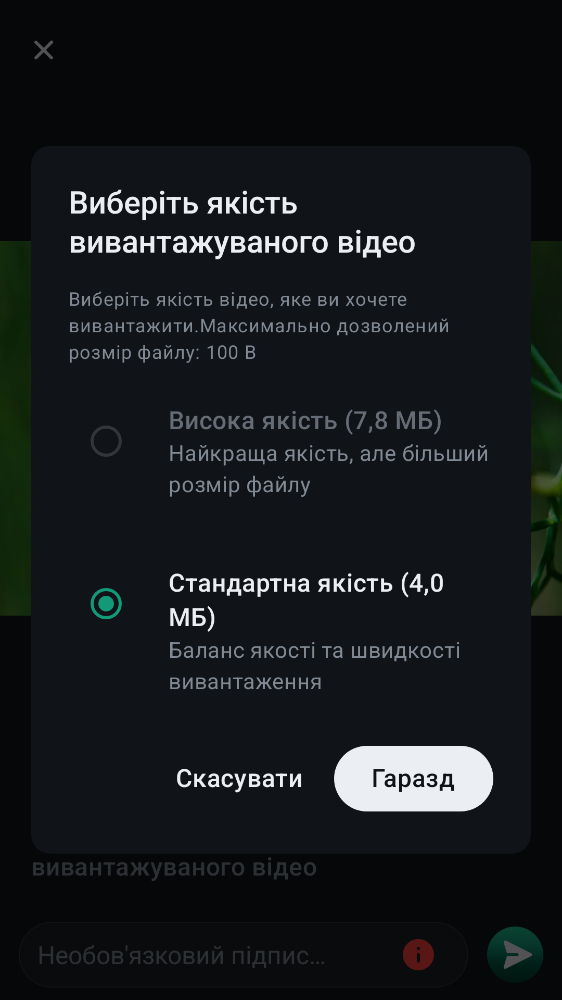 Виберіть якість
вивантажуваного відео
Виберіть якість відео, яке ви хочете
вивантажити.Максимально дозволений
розмір файлу: 100 B
Висока якість (7,8 МБ)
Найкраща якість, але більший
розмір файлу
Стандартна якість (4,0
МБ)
Баланс якості та швидкості
вивантаження
Скасувати
Гаразд
вивантажуваного відео
Необов'язковий підпис...